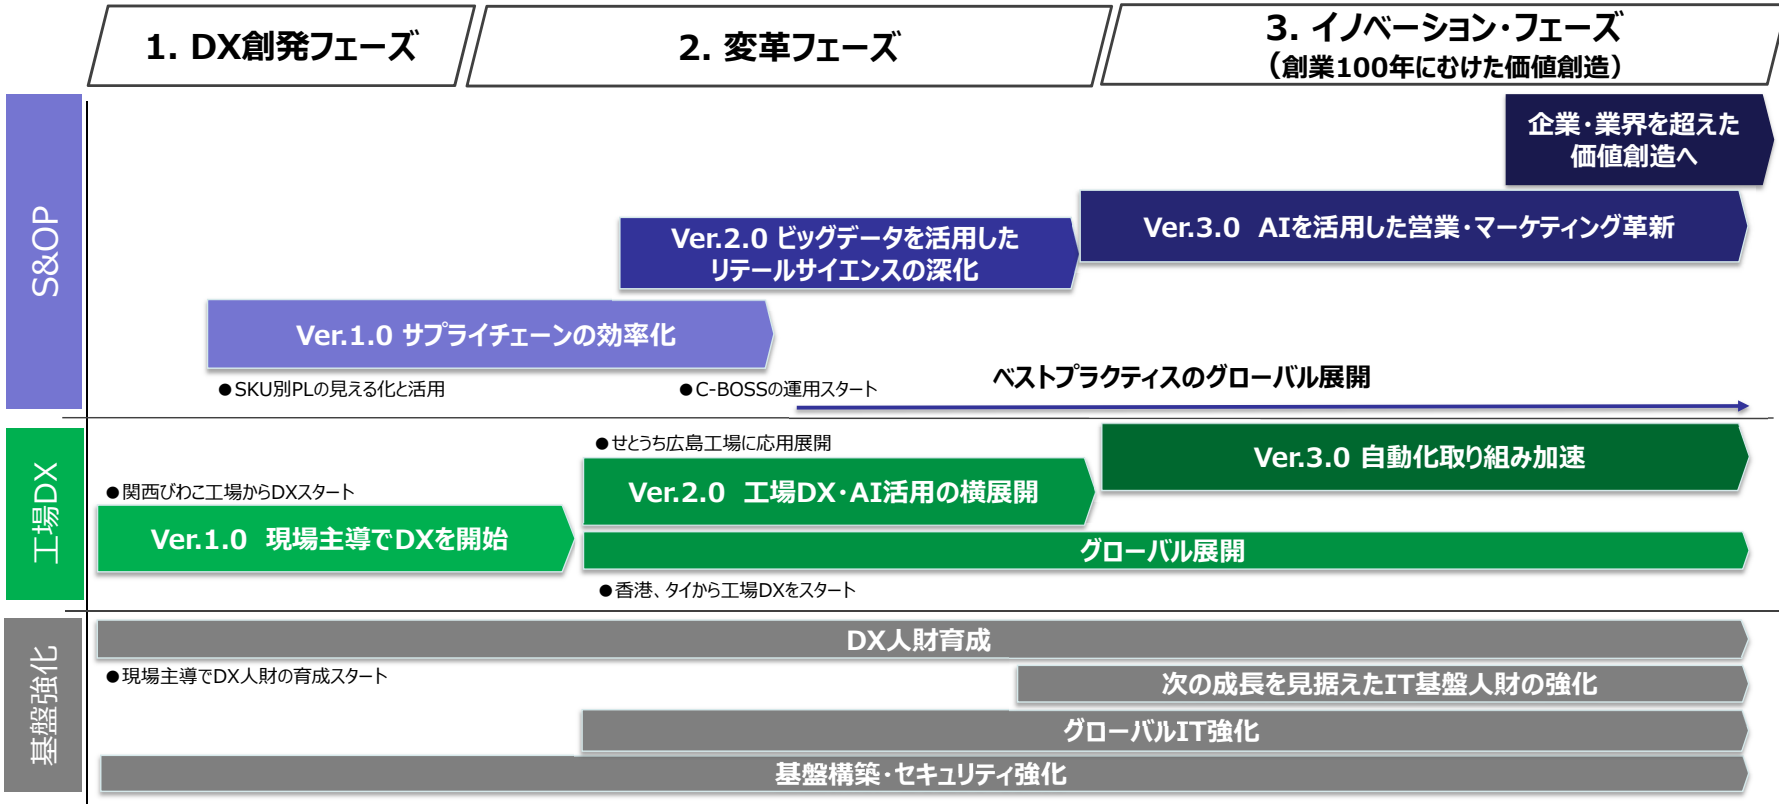 1. DX創発フェーズ
2. 変革フェーズ
3. イノベーション・フェーズ
（創業100年にむけた価値創造）
S&OP
企業・業界を超えた
価値創造へ
Ver.3.0 AIを活用した営業・マーケティング革新
Ver.2.0 ビッグデータを活用した
リテールサイエンスの深化
Ver.1.0 サプライチェーンの効率化
●SKU別PLの見える化と活用
●C-BOSSの運用スタート
ベストプラクティスのグローバル展開
工場DX
●せとうち広島工場に応用展開
Ver.3.0 自動化取り組み加速
Ver.2.0 工場DX・AI活用の横展開
●関西びわこ工場からDXスタート
Ver.1.0 現場主導でDXを開始
グローバル展開
●香港、タイから工場DXをスタート
基盤強化
DX人財育成
●現場主導でDX人財の育成スタート
次の成長を見据えたIT基盤人財の強化
グローバルIT強化
基盤構築・セキュリティ強化